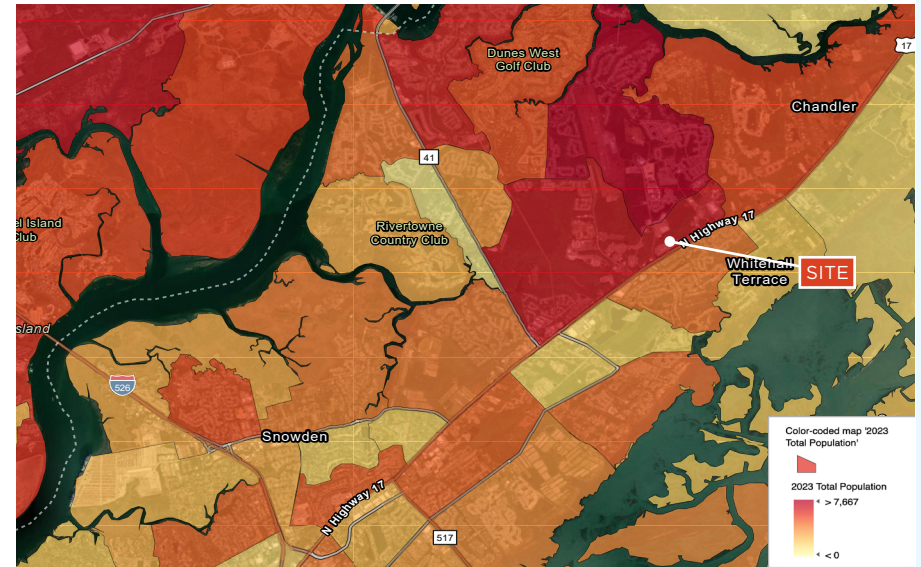 Dunes West
Golf Club
17
Chandler
41
el Island
Club
Rivertowne
Country Club
N Highway 17
Whitehall
Terrace
SITE
sland
526
Snowden
N Highway 17
517
Color-coded map '2023
Total Population'
2023 Total Population
> 7,667
< 0